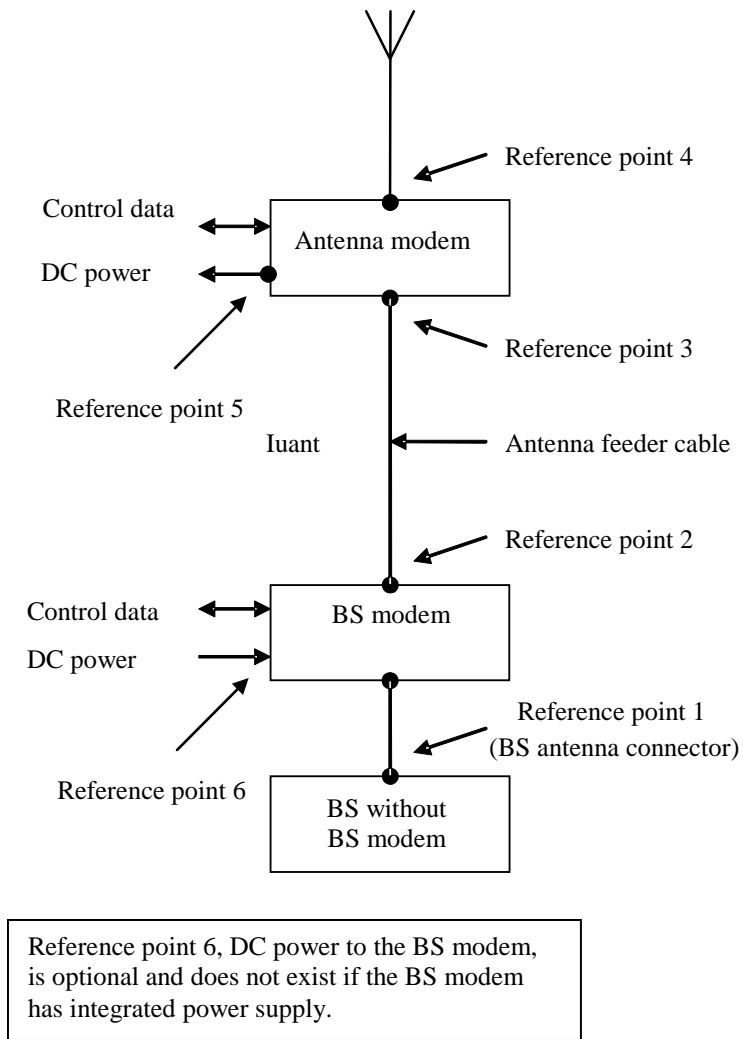 Reference point 4
Control data
Antenna modem
DC power
Reference point 3
Reference point 5
Iuant
Antenna feeder cable
Reference point 2
Control data
BS modem
DC power
Reference point 1
(BS antenna connector)
Reference point 6
BS without
BS modem
Reference point 6, DC power to the BS modem,
is optional and does not exist if the BS modem
has integrated power supply.